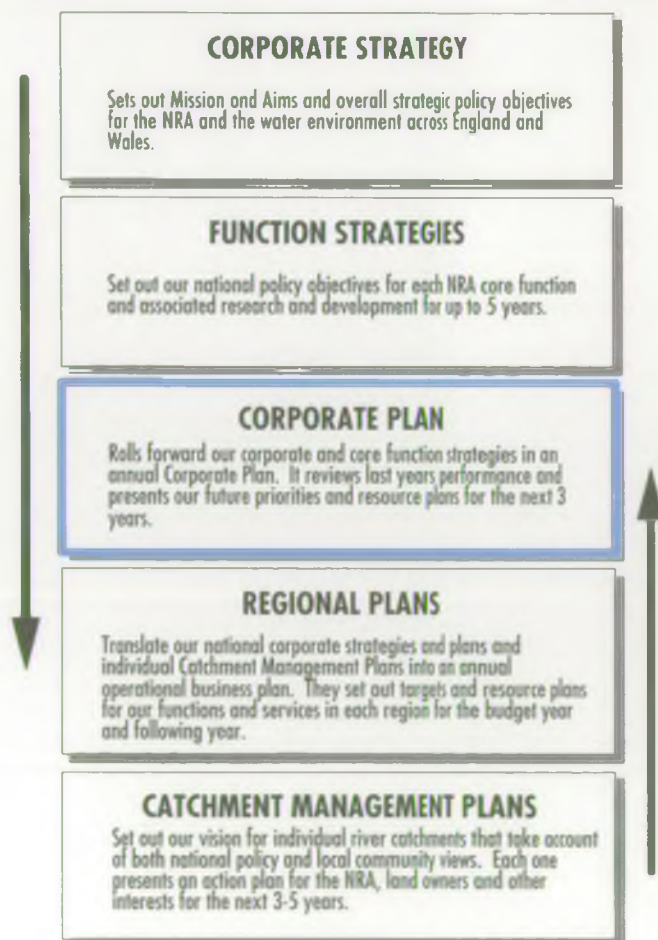 CORPORATE STRATEGY
Sets out Mission and Aims and overall strategic policy objectives
for the NRA and the water environment across England and
Wales.
FUNCTION STRATEGIES
Set out our national policy objectives for each NRA core function
and associated research and development for up to 5 years.
CORPORATE PLAN
Rolls forward our corporate and core function strategies in an
annual Corporate Plan. It reviews last years performance and
presents our future priorities and resource plans for the next 3
years.
REGIONAL PLANS
Translate our national corporate strategies and plans and
individual Catchment Management Plans into an annual
operational business plan. They set out targets and resource plans
for our functions and services in each region for the budget year
and following year.
CATCHMENT MANAGEMENT PLANS
Set out our vision for individual river catchments that take account
of both national policy and local community views. Each one
presents an action plan for the NRA, land owners and other
interests for the next 3-5 years.